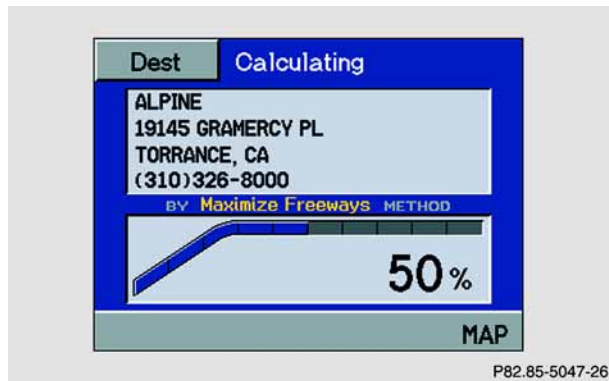 Dest Calculating
ALPINE
19145 GRAMERCY PL
TORRANCE, CA
(310)326-8000
BY Maximize Freeways METHOD
50%
MAP
P82.85-5047-26